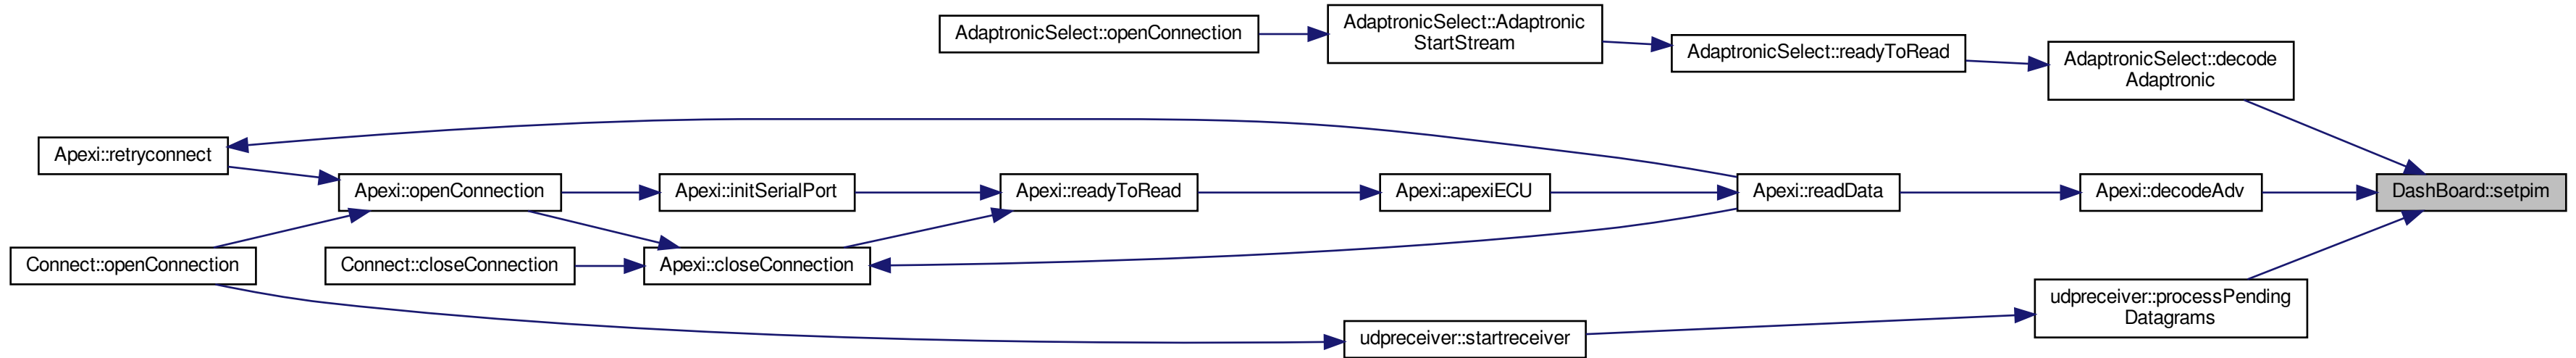 AdaptronicSelect::openConnection
AdaptronicSelect::Adaptronic
StartStream
AdaptronicSelect::readyToRead
AdaptronicSelect::decode
Adaptronic
Apexi::retryconnect
Apexi::openConnection
Apexi::initSerialPort
Apexi::readyToRead
Apexi::apexiECU
Apexi::readData
Apexi::decodeAdv
DashBoard::setpim
Connect::openConnection
Connect::closeConnection
Apexi::closeConnection
udpreceiver::processPending
Datagrams
udpreceiver::startreceiver